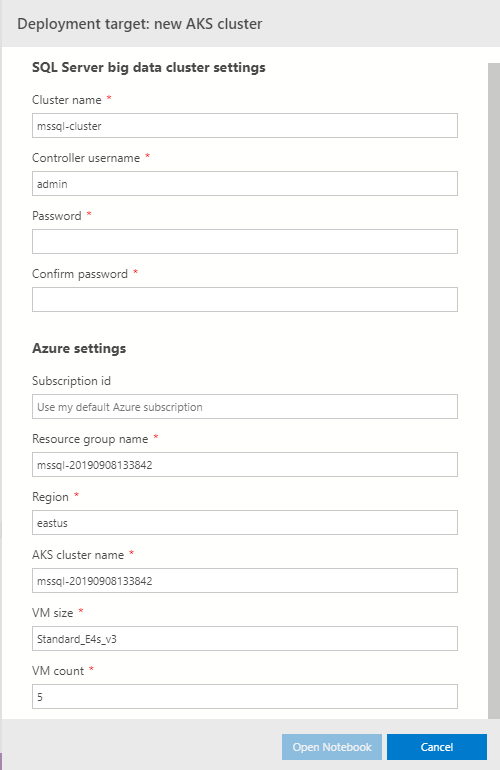 Deployment target: new AKS cluster
SQL Server big data cluster settings
Cluster name *
mssql-cluster
Controller username *
admin
Password *
Confirm password *
Azure settings
Subscription id
Use my default Azure subscription
Resource group name *
mssql-20190908133842
Region *
eastus
AKS cluster name *
mssql-20190908133842
VM size *
Standard_E4s_v3
VM count *
5
Open Notebook
Cancel